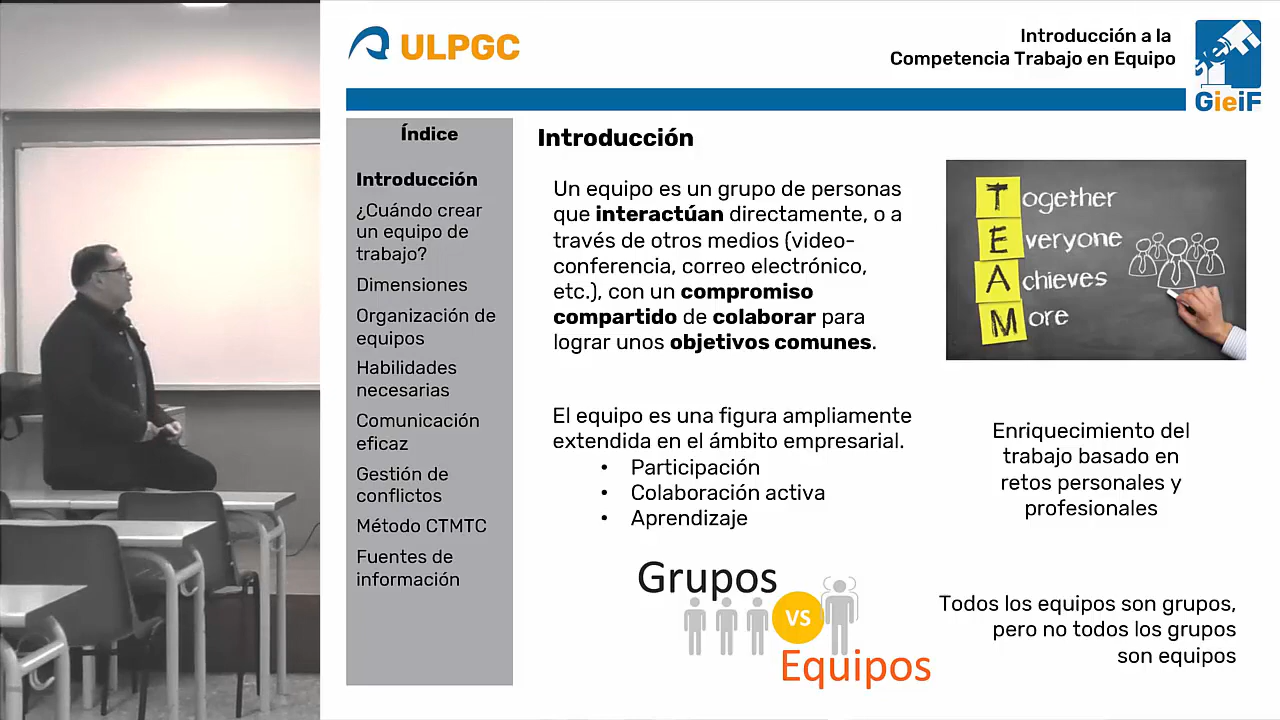 ULPGC
Introducción a la
Competencia Trabajo en Equipo
GieiF
Índice
Introducción
¿Cuándo crear
un equipo de
trabajo?
Dimensiones
Organización de
equipos
Habilidades
necesarias
Comunicación
eficaz
Gestión de
conflictos
Método CTMTC
Fuentes de
información
Introducción
Un equipo es un grupo de personas
que interactúan directamente, o a
través de otros medios (video-
conferencia, correo electrónico,
etc.), con un compromiso
compartido de colaborar para
lograr unos objetivos comunes.
Together
Everyone
Achieves
More
El equipo es una figura ampliamente
extendida en el ámbito empresarial.
• Participación
• Colaboración activa
• Aprendizaje
Enriquecimiento del
trabajo basado en
retos personales y
profesionales
Grupos
VS
Equipos
Todos los equipos son grupos,
pero no todos los grupos
son equipos